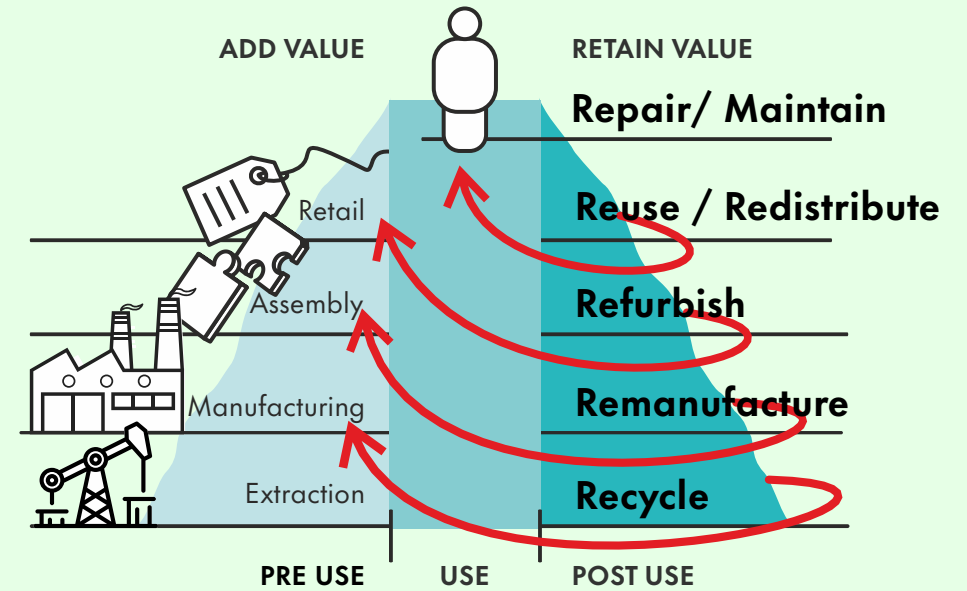 ADD VALUE
RETAIN VALUE
Repair/ Maintain
Retail
Reuse / Redistribute
Assembly
Refurbish
Manufacturing
Remanufacture
Extraction
Recycle
PRE USE
USE
POST USE